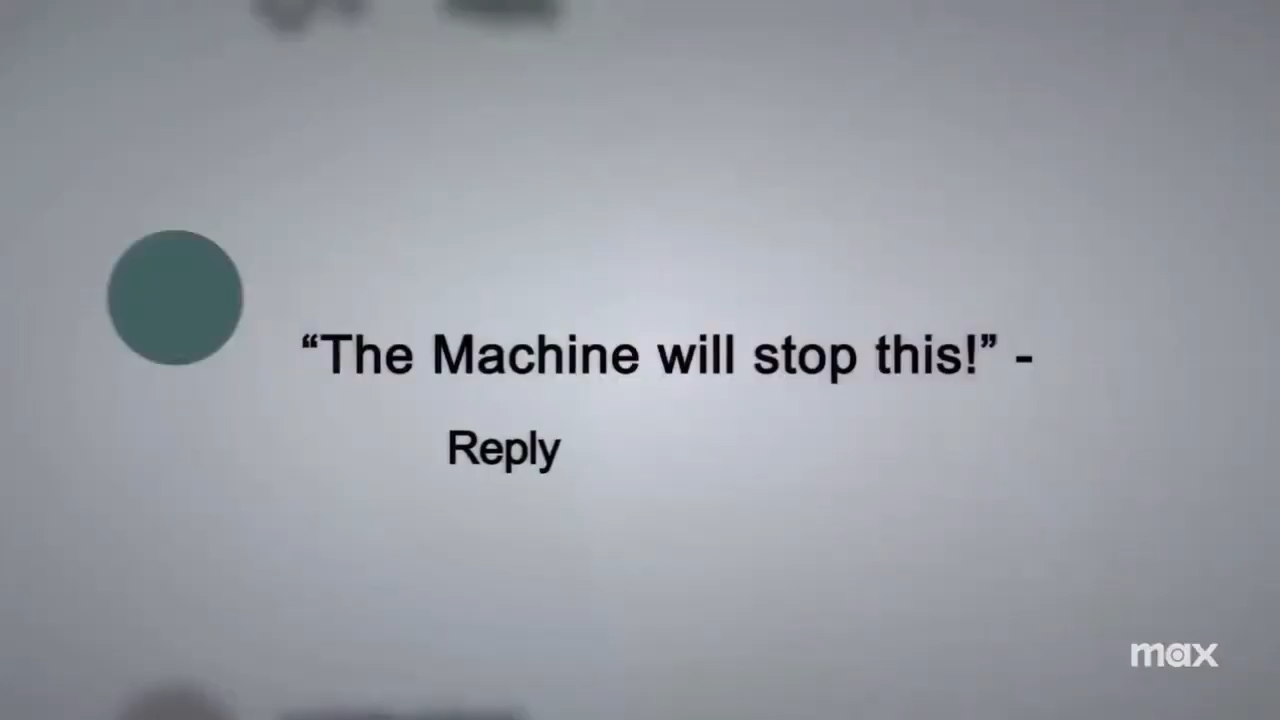 “The Machine will stop this!” -
Reply
max